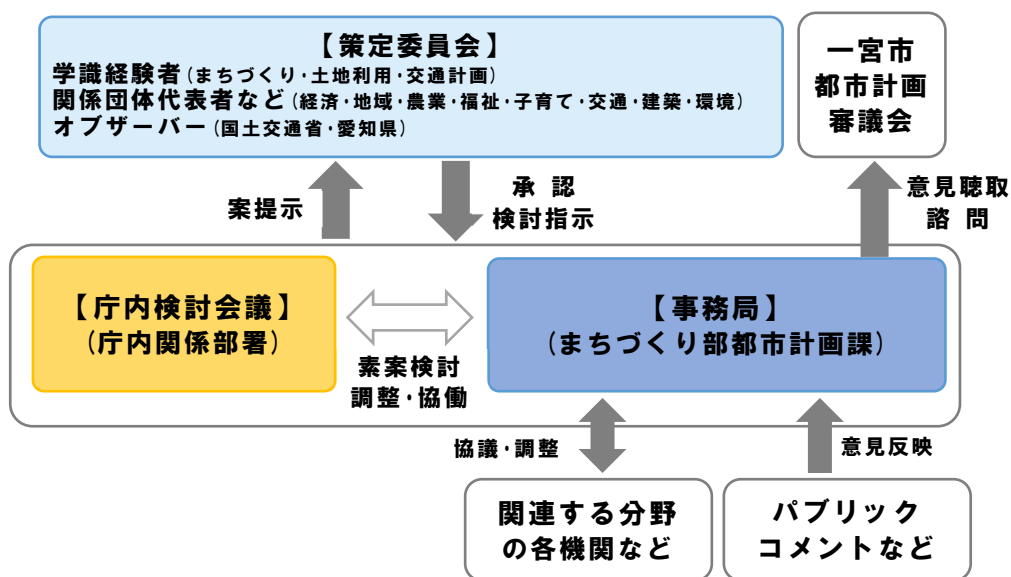 【策定委員会】
学識経験者(まちづくり・土地利用・交通計画)
関係団体代表者など(経済・地域・農業・福祉・子育て・交通・建築・環境)
オブザーバー(国土交通省・愛知県)
一宮市
都市計画
審議会
案提示
承認
検討指示
意見聴取
諮問
【庁内検討会議】
(庁内関係部署)
素案検討
調整・協働
【事務局】
(まちづくり部都市計画課)
協議・調整
意見反映
関連する分野
の各機関など
パブリック
コメントなど